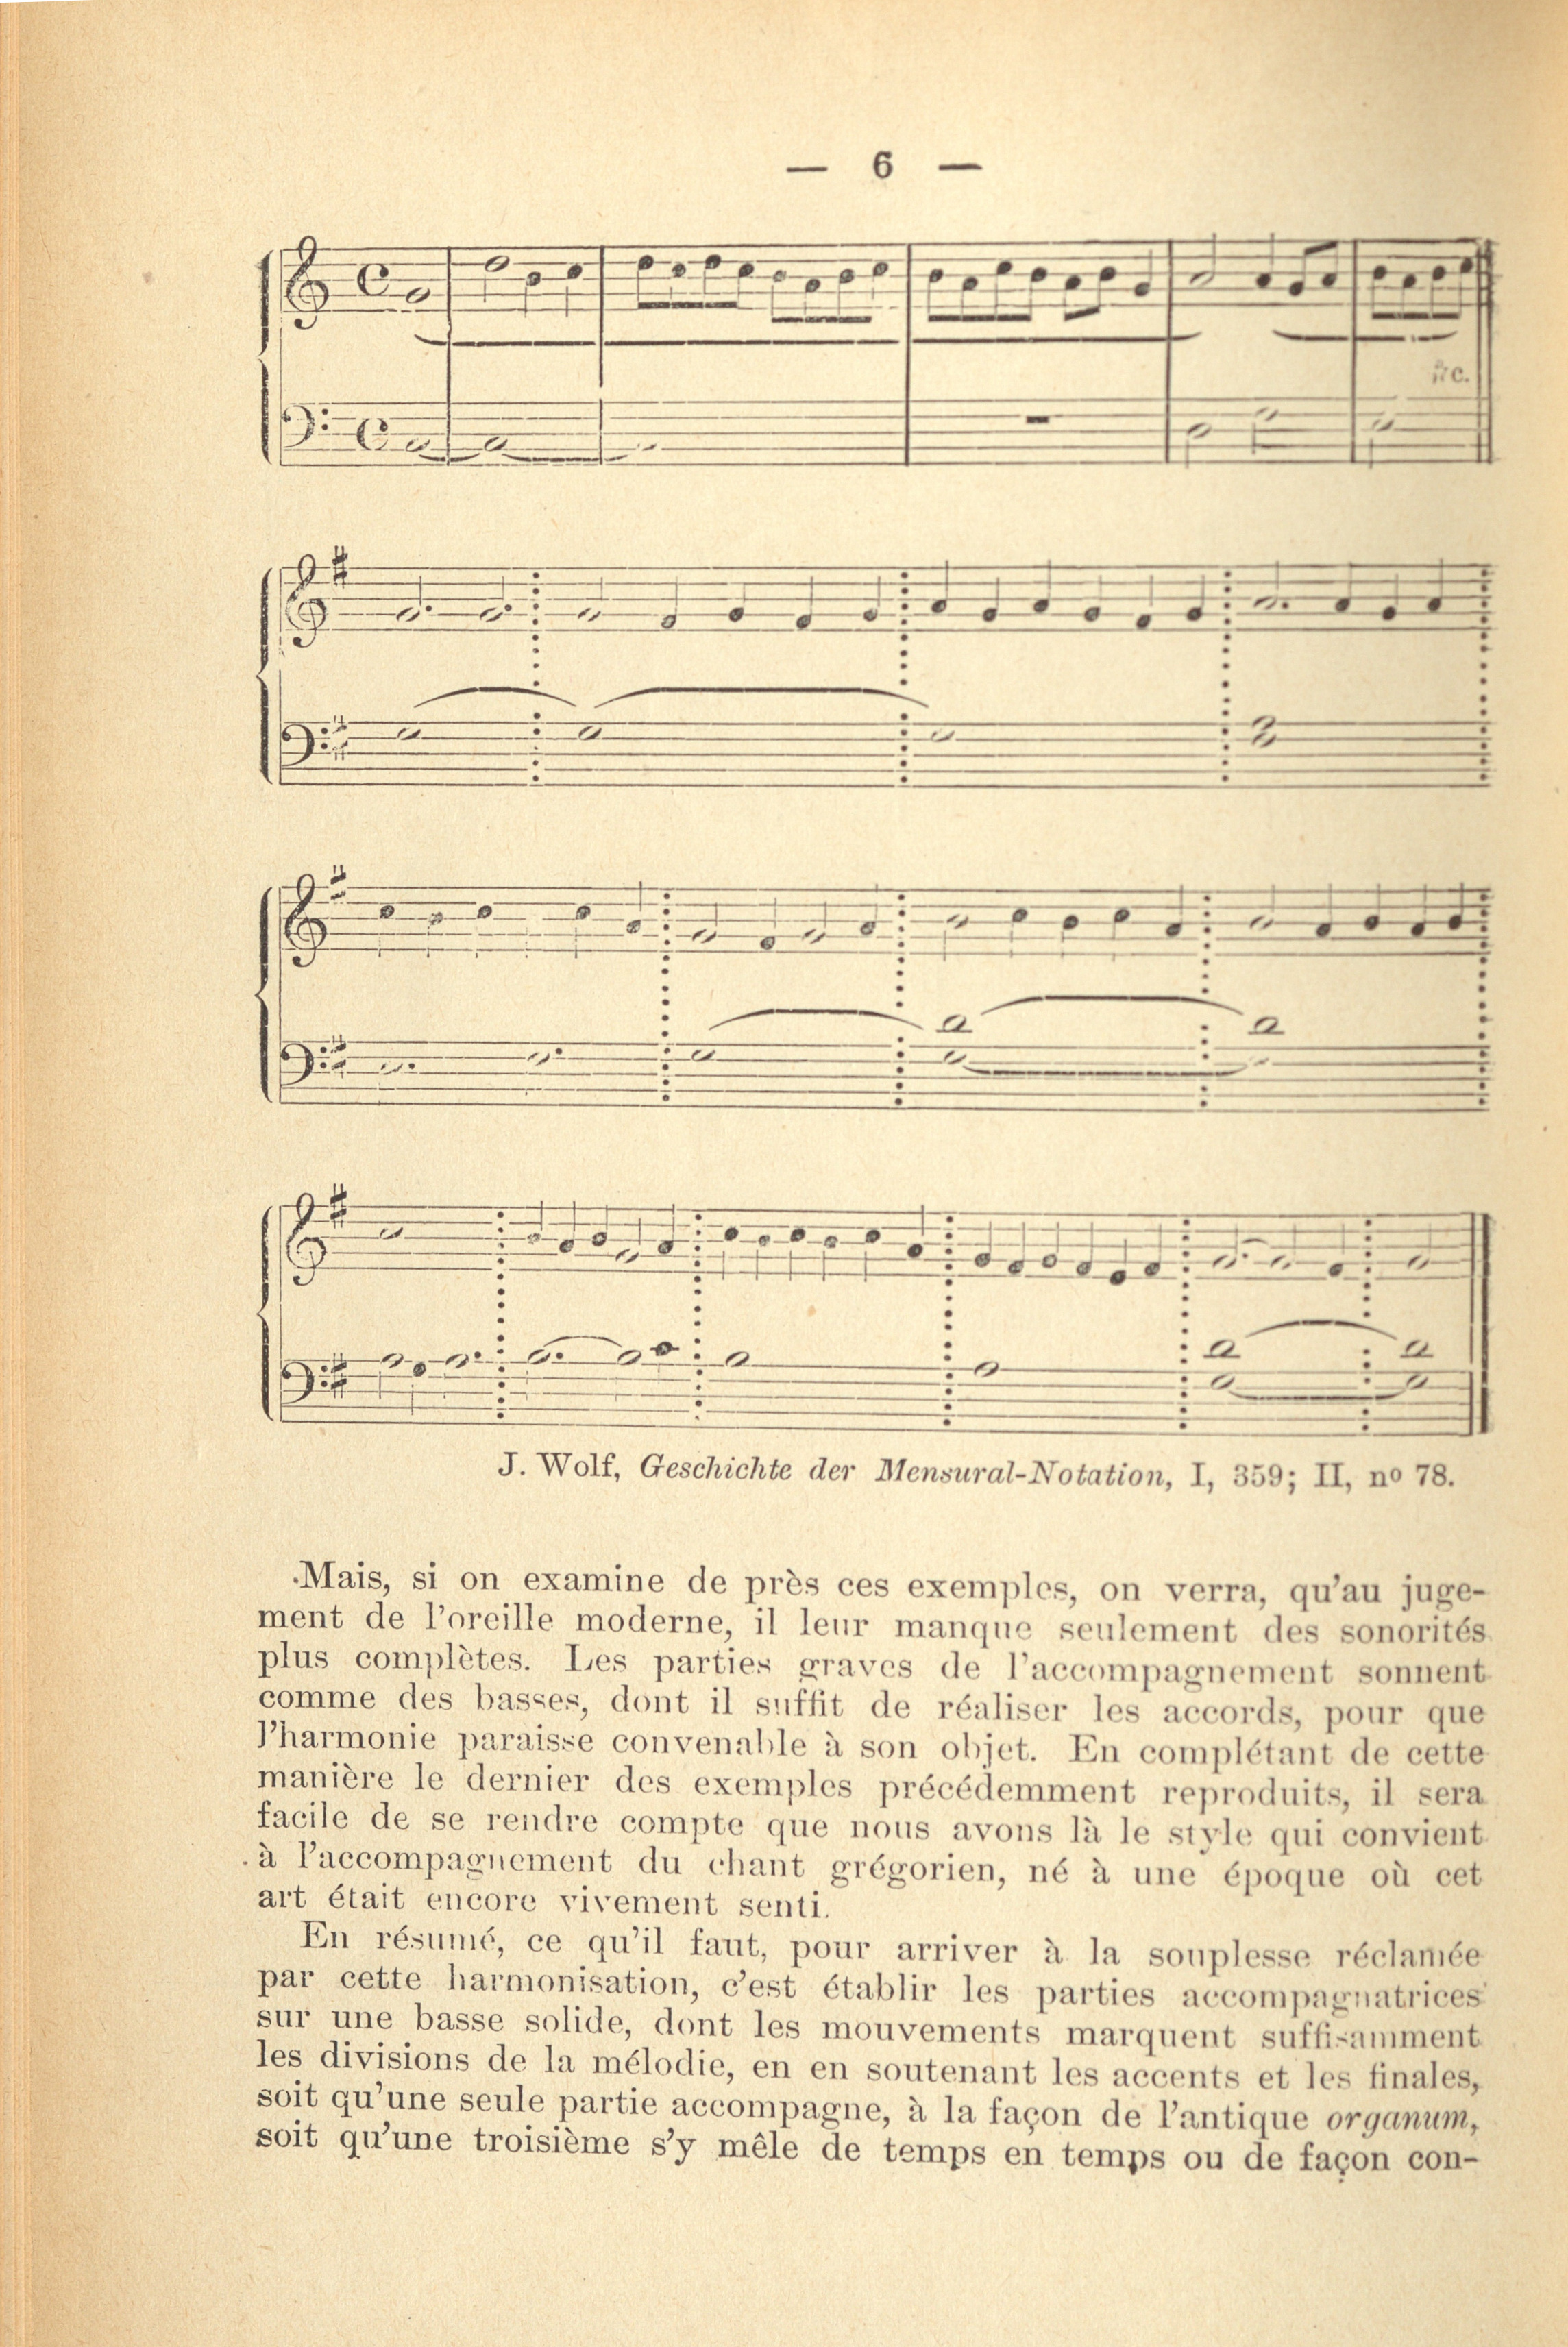 — 6 —
&c.
J. Wolf, Geschichte der Mensural-Notation, I, 359; II, nº 78.
Mais, si on examine de près ces exemples, on verra, qu'au juge-
ment de l'oreille moderne, il leur manque seulement des sonorités
plus complètes. Les parties graves de l'accompagnement sonnent
comme des basses, dont il suffit de réaliser les accords, pour que
l'harmonie paraisse convenable à son objet. En complétant de cette
manière le dernier des exemples précédemment reproduits, il sera
facile de se rendre compte que nous avons là le style qui convient
à l'accompagnement du chant grégorien, né à une époque où cet
art était encore vivement senti.
En résumé, ce qu'il faut, pour arriver à la souplesse réclamée
par cette harmonisation, c'est établir les parties accompagnatrices
sur une basse solide, dont les mouvements marquent suffisamment
les divisions de la mélodie, en en soutenant les accents et les finales,
soit qu'une seule partie accompagne, à la façon de l'antique organum,
soit qu'une troisième s'y mêle de temps en temps ou de façon con-